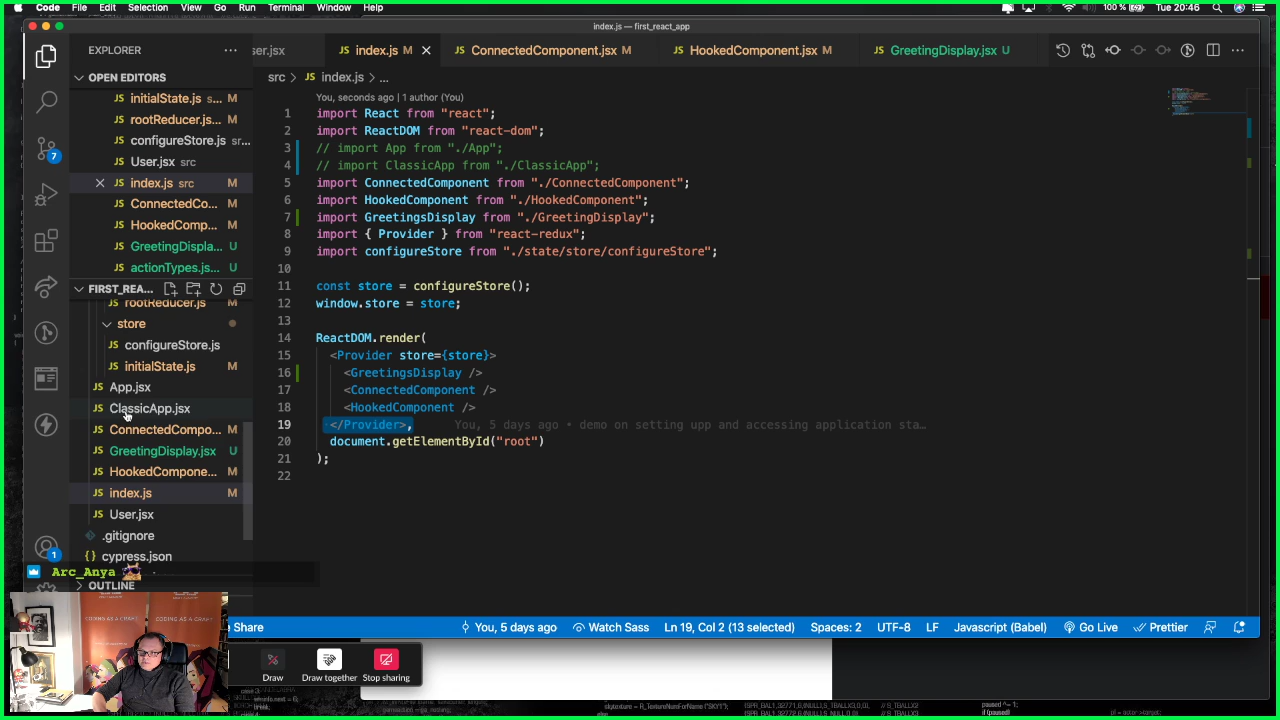 Code File Edit Selection View Go Run Terminal Window Help 100 % Tue 20:46
index.js — first_react_app
EXPLORER
ser.jsx index.js M ConnectedComponent.jsx M HookedComponent.jsx M GreetingDisplay.jsx U
OPEN EDITORS
JS initialState.js s... M
JS rootReducer.js... M
JS configureStore.js sr...
JS User.jsx src
JS index.js src M
JS ConnectedCo... M
JS HookedComp... M
JS GreetingDispla... U
JS actionTypes.js... U
7
FIRST_REA...
JS rootReducer.js M
store
JS configureStore.js
JS initialState.js M
JS App.jsx
JS ClassicApp.jsx
JS ConnectedCompo... M
JS GreetingDisplay.jsx U
JS HookedCompone... M
JS index.js M
JS User.jsx
.gitignore
{} cypress.json
OUTLINE
1
src > JS index.js > ...
You, seconds ago | 1 author (You)
1 import React from "react";
2 import ReactDOM from "react-dom";
3 // import App from "./App";
4 // import ClassicApp from "./ClassicApp";
5 import ConnectedComponent from "./ConnectedComponent";
6 import HookedComponent from "./HookedComponent";
7 import GreetingsDisplay from "./GreetingDisplay";
8 import { Provider } from "react-redux";
9 import configureStore from "./state/store/configureStore";
10
11 const store = configureStore();
12 window.store = store;
13
14 ReactDOM.render(
15 <Provider store={store}>
16 <GreetingsDisplay />
17 <ConnectedComponent />
18 <HookedComponent />
19 </Provider>, You, 5 days ago • demo on setting upp and accessing application sta…
20 document.getElementById("root")
21 );
22
Arc_Anya
CODING AS A CRAFT
Share You, 5 days ago Watch Sass Ln 19, Col 2 (13 selected) Spaces: 2 UTF-8 LF Javascript (Babel) Go Live Prettier
Draw Draw together Stop sharing